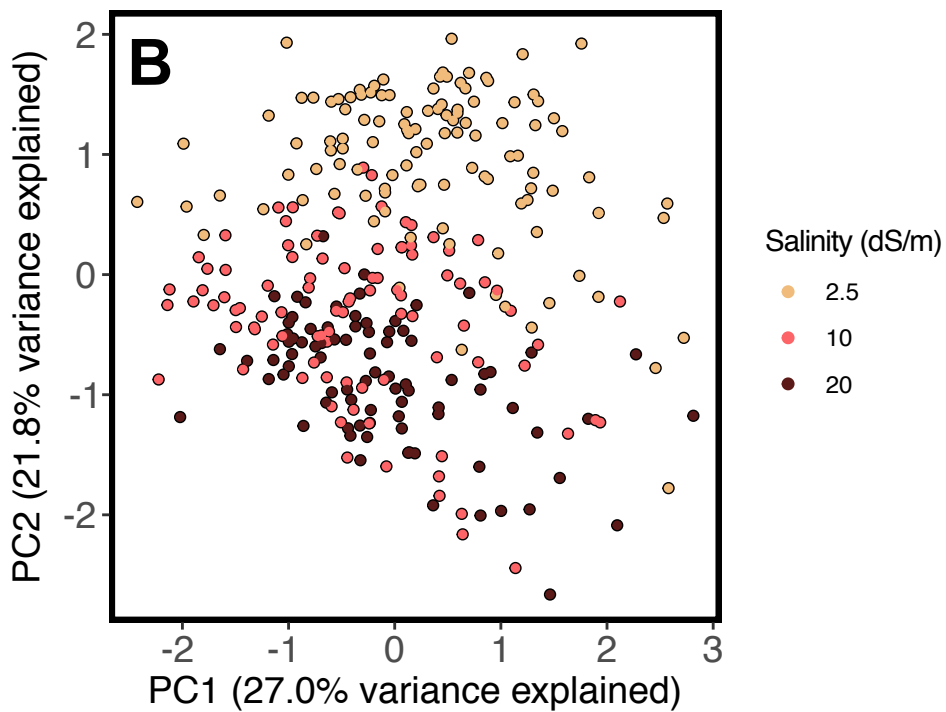 B
PC2 (21.8% variance explained)
2
1
0
-1
-2
-2 -1 0 1 2 3
PC1 (27.0% variance explained)
Salinity (dS/m)
2.5
10
20